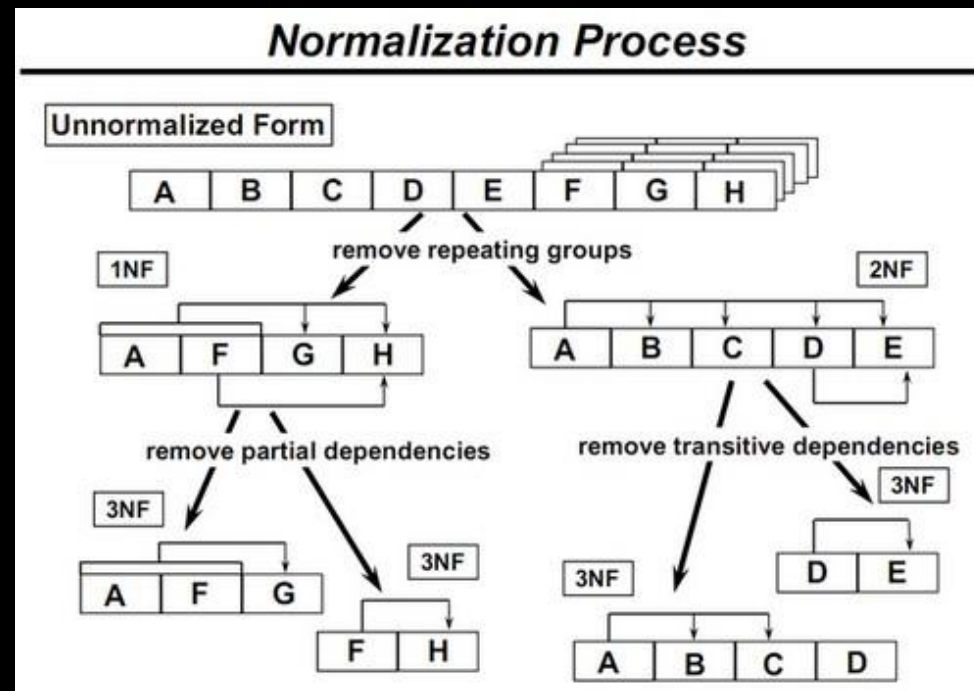 Normalization Process
Unnormalized Form
A B C D E F G H
remove repeating groups
1NF
2NF
A F G H
A B C D E
remove partial dependencies
remove transitive dependencies
3NF
3NF
3NF
3NF
A F G
D E
F H
A B C D